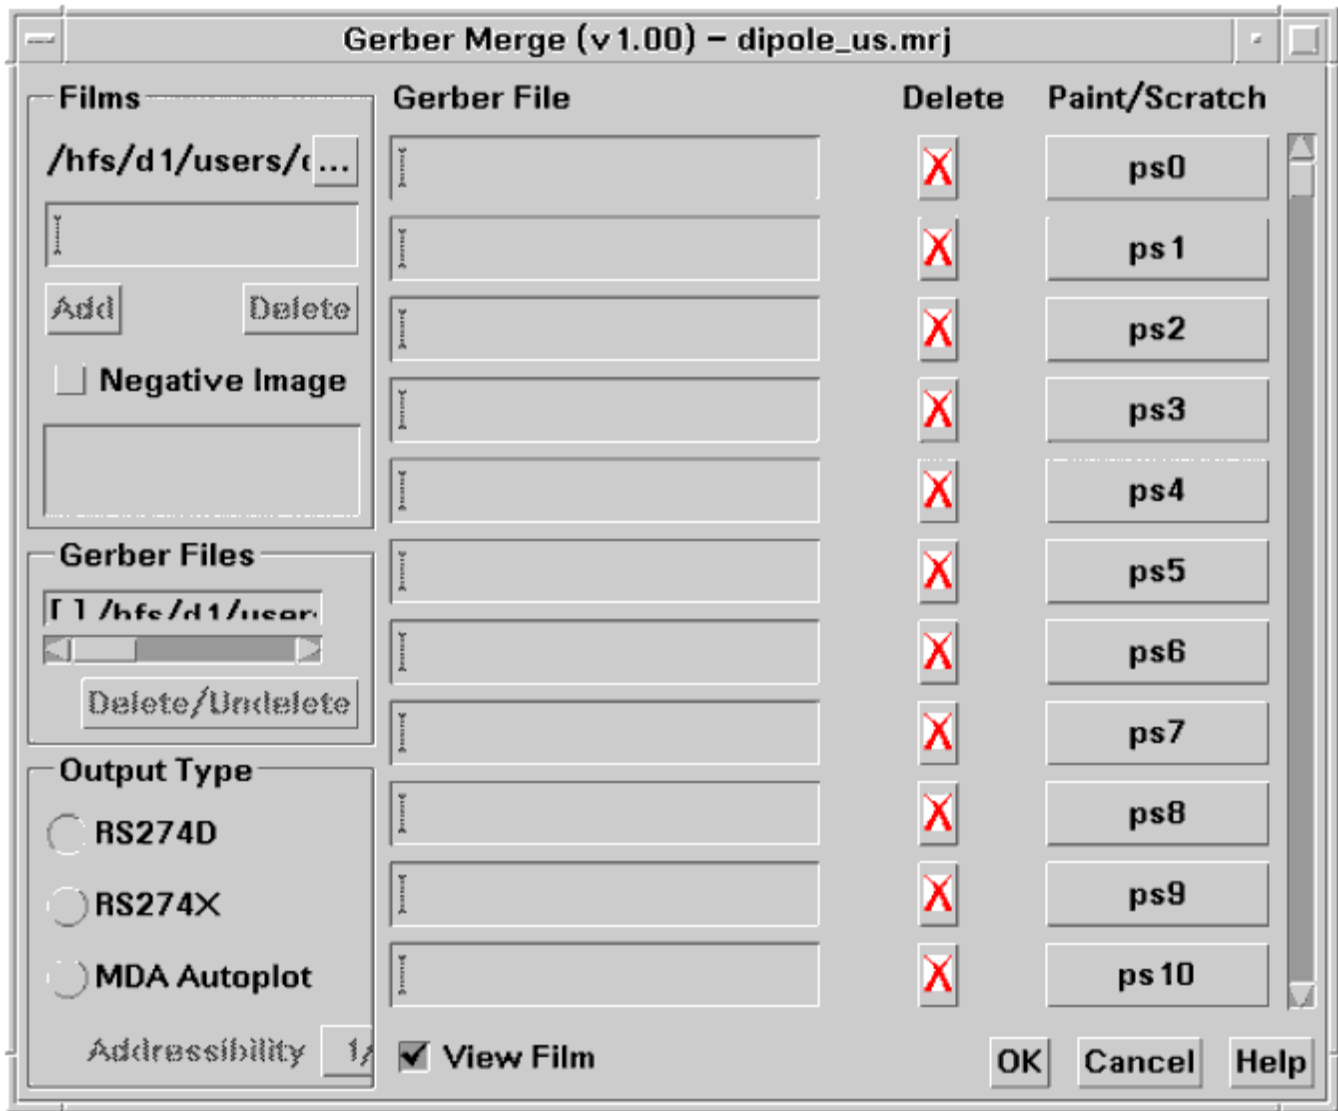 Gerber Merge (v1.00) – dipole_us.mrj
Films
/hfs/d1/users/
...
Add
Delete
Negative Image
Gerber Files
[ ] /hfs/d1/user
Delete/Undelete
Output Type
RS274D
RS274X
MDA Autoplot
Addressibility 1/
Gerber File
Delete
Paint/Scratch
X ps0
X ps1
X ps2
X ps3
X ps4
X ps5
X ps6
X ps7
X ps8
X ps9
X ps10
View Film
OK
Cancel
Help